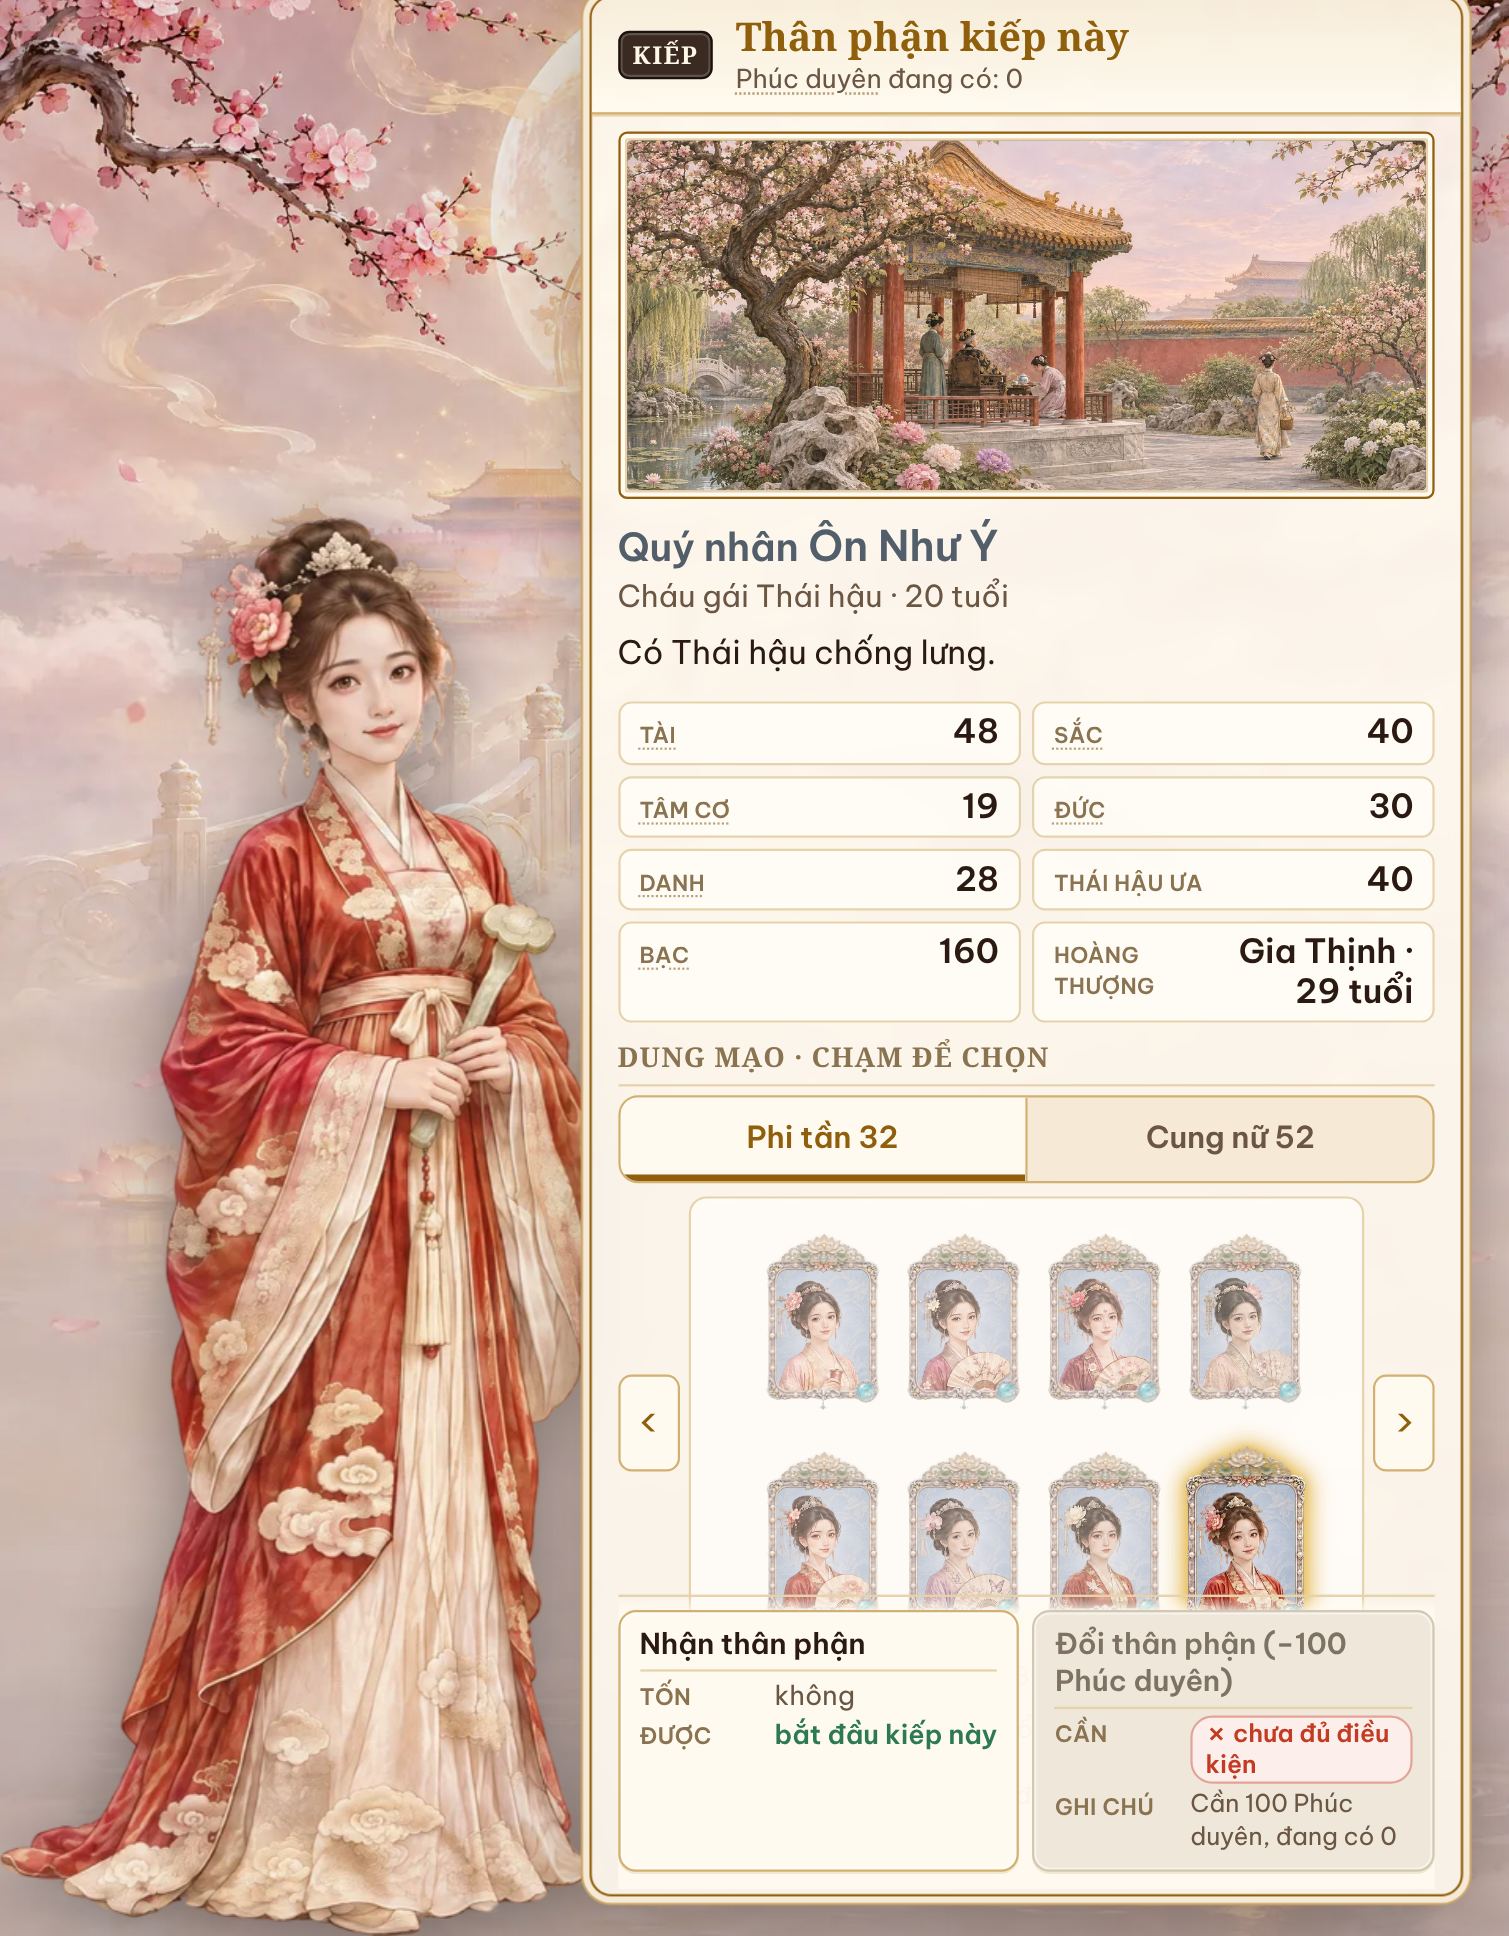 KIẾP
Thân phận kiếp này
Phúc duyên đang có: 0
Quý nhân Ôn Như Ý
Cháu gái Thái hậu · 20 tuổi
Có Thái hậu chống lưng.
TÀI 48
SẮC 40
TÂM CƠ 19
ĐỨC 30
DANH 28
THÁI HẬU ƯA 40
BẠC 160
HOÀNG THƯỢNG
Gia Thịnh ·
29 tuổi
DUNG MẠO · CHẠM ĐỂ CHỌN
Phi tần 32
Cung nữ 52
<
>
Nhận thân phận
TỐN không
ĐƯỢC bắt đầu kiếp này
Đổi thân phận (−100
Phúc duyên)
CẦN × chưa đủ điều
kiện
GHI CHÚ Cần 100 Phúc
duyên, đang có 0